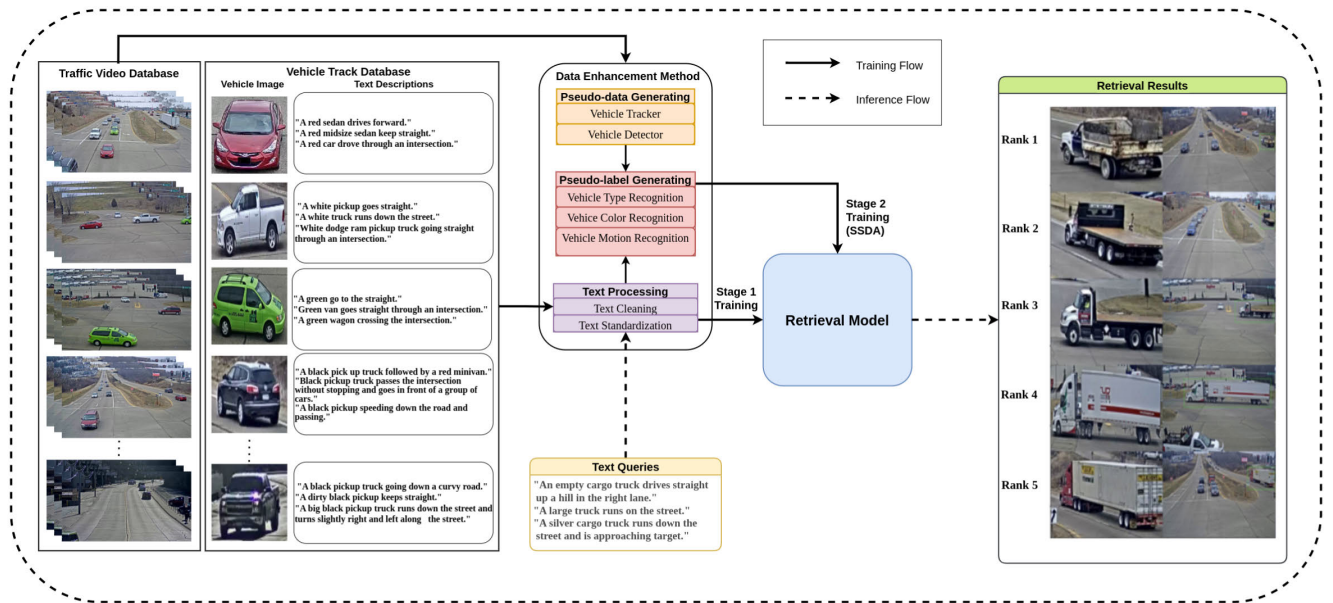 Traffic Video Database
Vehicle Track Database
Vehicle Image
Text Descriptions
"A red sedan drives forward."
"A red midsize sedan keep straight."
"A red car drove through an intersection."
"A white pickup goes straight."
"A white truck runs down the street."
"White dodge ram pickup truck going straight
through an intersection."
"A green go to the straight."
"Green van goes straight through an intersection."
"A green wagon crossing the intersection."
"A black pick up truck followed by a red minivan."
"Black pickup truck passes the intersection
without stopping and goes in front of a group of
cars."
"A black pickup speeding down the road and
passing."
"A black pickup truck going down a curvy road."
"A dirty black pickup keeps straight."
"A big black pickup truck runs down the street and
turns slightly right and left along the street."
Data Enhancement Method
Pseudo-data Generating
Vehicle Tracker
Vehicle Detector
Pseudo-label Generating
Vehicle Type Recognition
Vehice Color Recognition
Vehicle Motion Recognition
Text Processing
Text Cleaning
Text Standardization
Text Queries
"An empty cargo truck drives straight
up a hill in the right lane."
"A large truck runs on the street."
"A silver cargo truck runs down the
street and is approaching target."
Stage 1
Training
Stage 2
Training
(SSDA)
Retrieval Model
Training Flow
Inference Flow
Retrieval Results
Rank 1
Rank 2
Rank 3
Rank 4
Rank 5